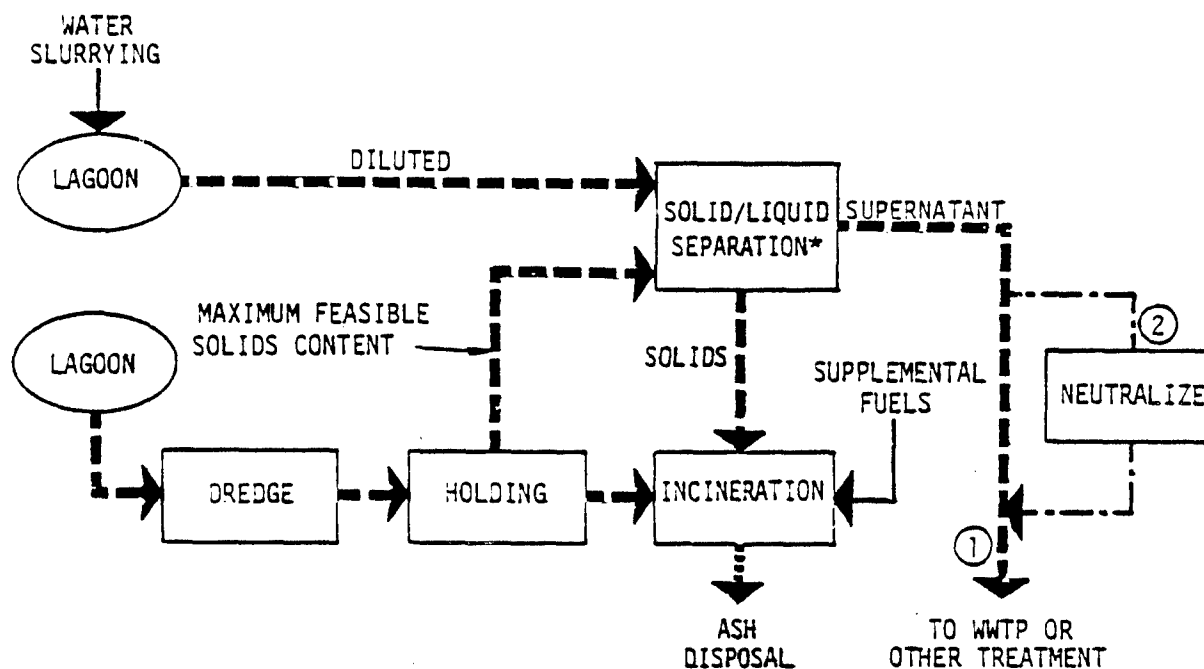 WATER
SLURRYING
LAGOON
DILUTED
SOLID/LIQUID
SEPARATION*
SUPERNATANT
MAXIMUM FEASIBLE
SOLIDS CONTENT
LAGOON
SOLIDS
SUPPLEMENTAL
FUELS
2
NEUTRALIZE
DREDGE
HOLDING
INCINERATION
1
ASH
DISPOSAL
TO WWTP OR
OTHER TREATMENT